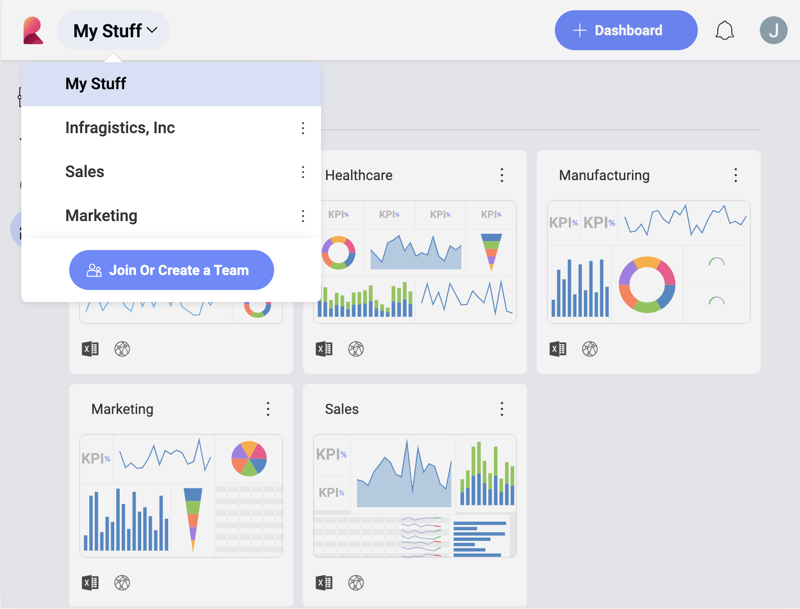 My Stuff
+ Dashboard
J
My Stuff
Infragistics, Inc
Sales
Marketing
Join Or Create a Team
Healthcare
KPI% KPI% KPI% KPI%
Manufacturing
KPI% KPI%
Marketing
KPI%
Sales
KPI%
KPI%